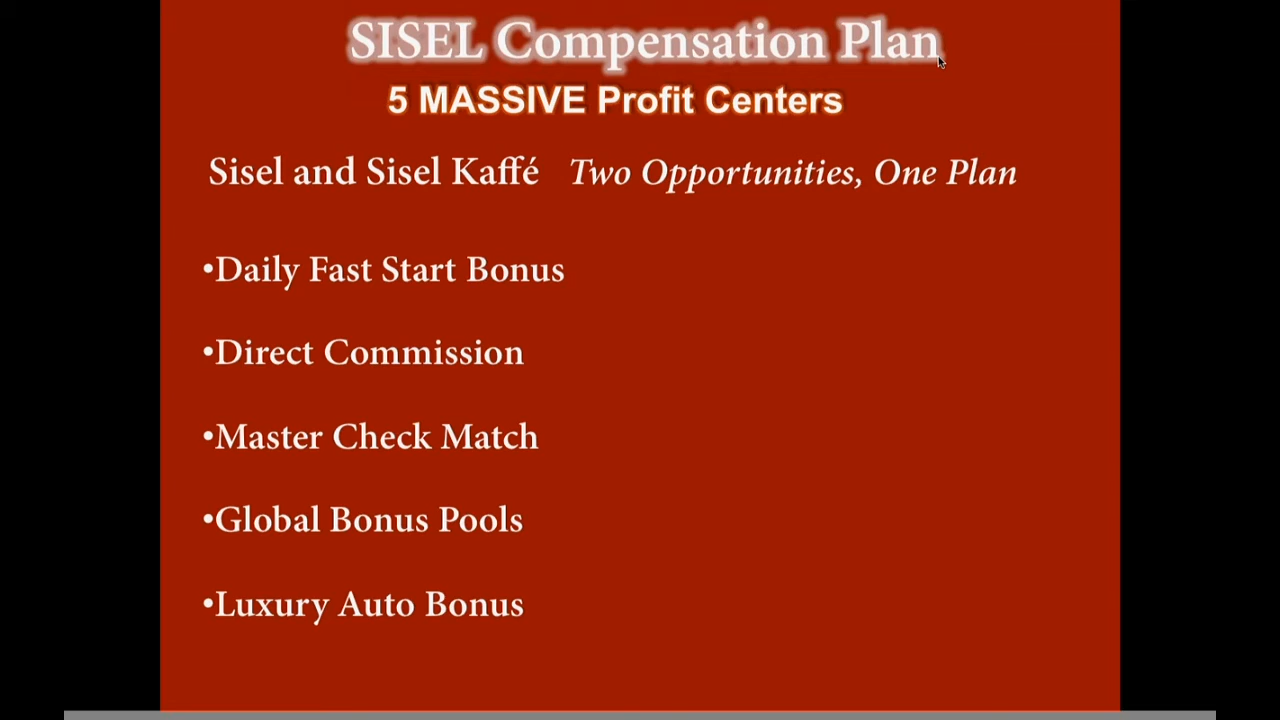 SISEL Compensation Plan
5 MASSIVE Profit Centers
Sisel and Sisel Kaffé Two Opportunities, One Plan
•Daily Fast Start Bonus
•Direct Commission
•Master Check Match
•Global Bonus Pools
•Luxury Auto Bonus